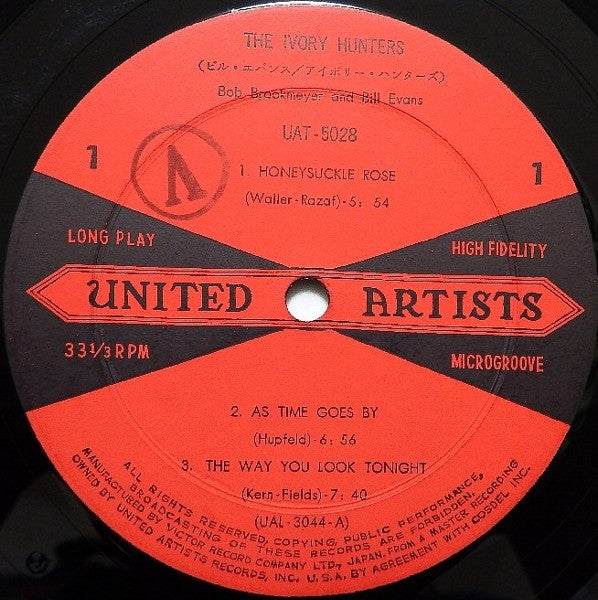 THE IVORY HUNTERS
(ビル・エバンス/アイボリー・ハンターズ)
Bob Brookmeyer and Bill Evans
UAT-5028
1
1
1. HONEYSUCKLE ROSE
(Waller-Razaf)-5: 54
LONG PLAY
HIGH FIDELITY
UNITED ARTISTS
33 1/3 RPM
MICROGROOVE
2. AS TIME GOES BY
(Hupfeld)-6: 56
3. THE WAY YOU LOOK TONIGHT
(Kern-Fields)-7: 40
(UAL-3044-A)
ALL RIGHTS RESERVED, COPYING, PUBLIC PERFORMANCE,
BROADCASTING OF THESE RECORDS ARE FORBIDDEN.
MANUFACTURED BY VICTOR RECORD COMPANY LTD., JAPAN. FROM A MASTER RECORDING
OWNED BY UNITED ARTISTS RECORDS, INC. U.S.A. BY AGREEMENT WITH COSDEL INC.